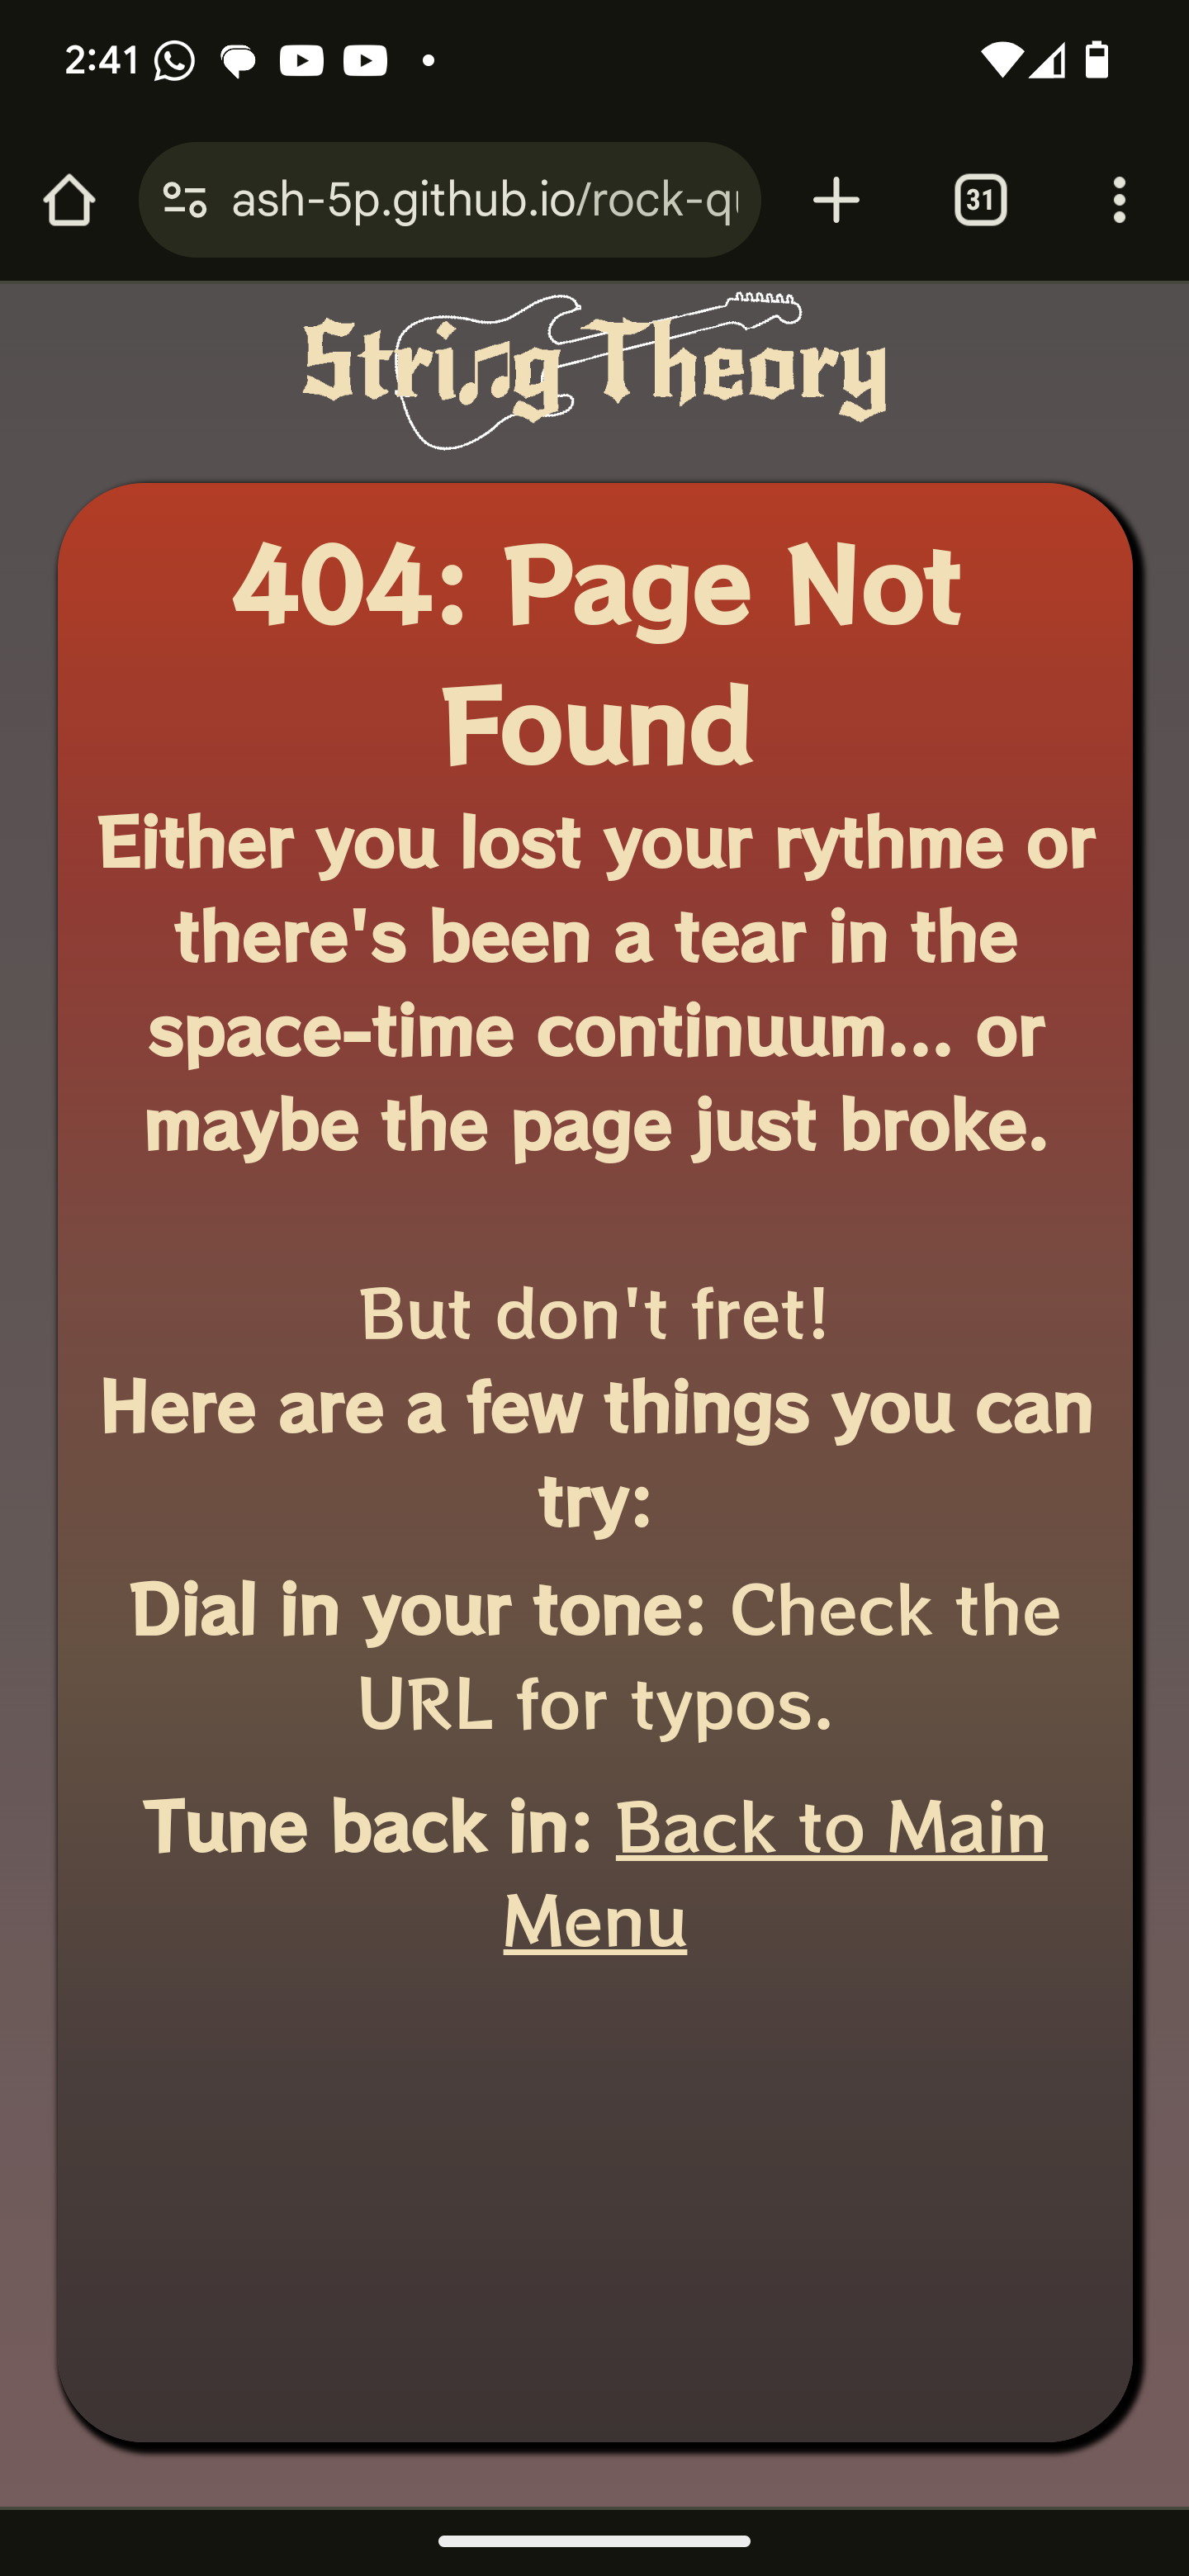 2:41
ash-5p.github.io/rock-q
31
String Theory
404: Page Not
Found
Either you lost your rythme or
there's been a tear in the
space-time continuum... or
maybe the page just broke.
But don't fret!
Here are a few things you can
try:
Dial in your tone: Check the
URL for typos.
Tune back in: Back to Main
Menu